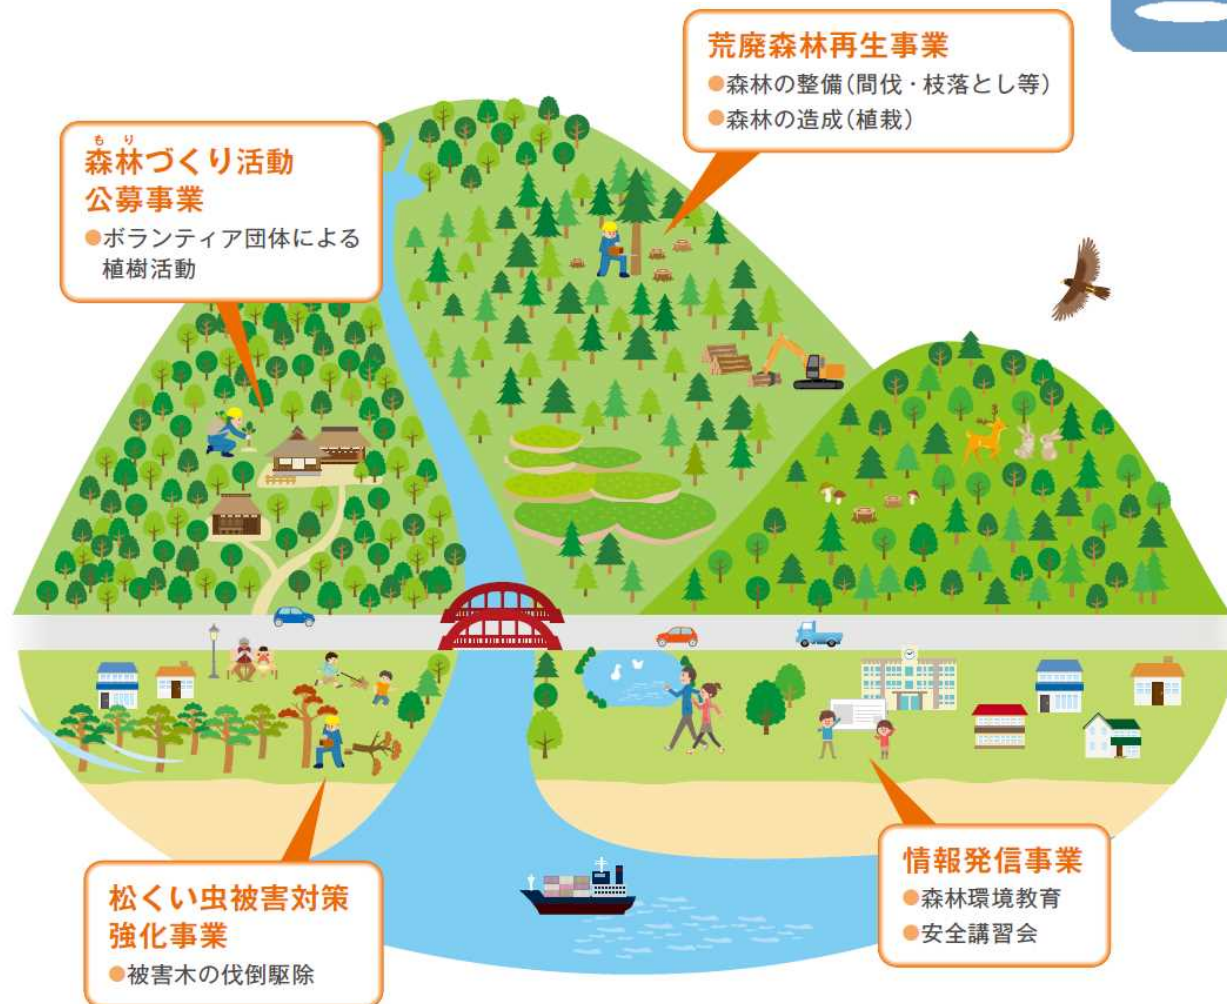 荒廃森林再生事業
●森林の整備(間伐・枝落とし等)
●森林の造成(植栽)
もり
森林づくり活動
公募事業
●ボランティア団体による
植樹活動
松くい虫被害対策
強化事業
●被害木の伐倒駆除
情報発信事業
●森林環境教育
●安全講習会